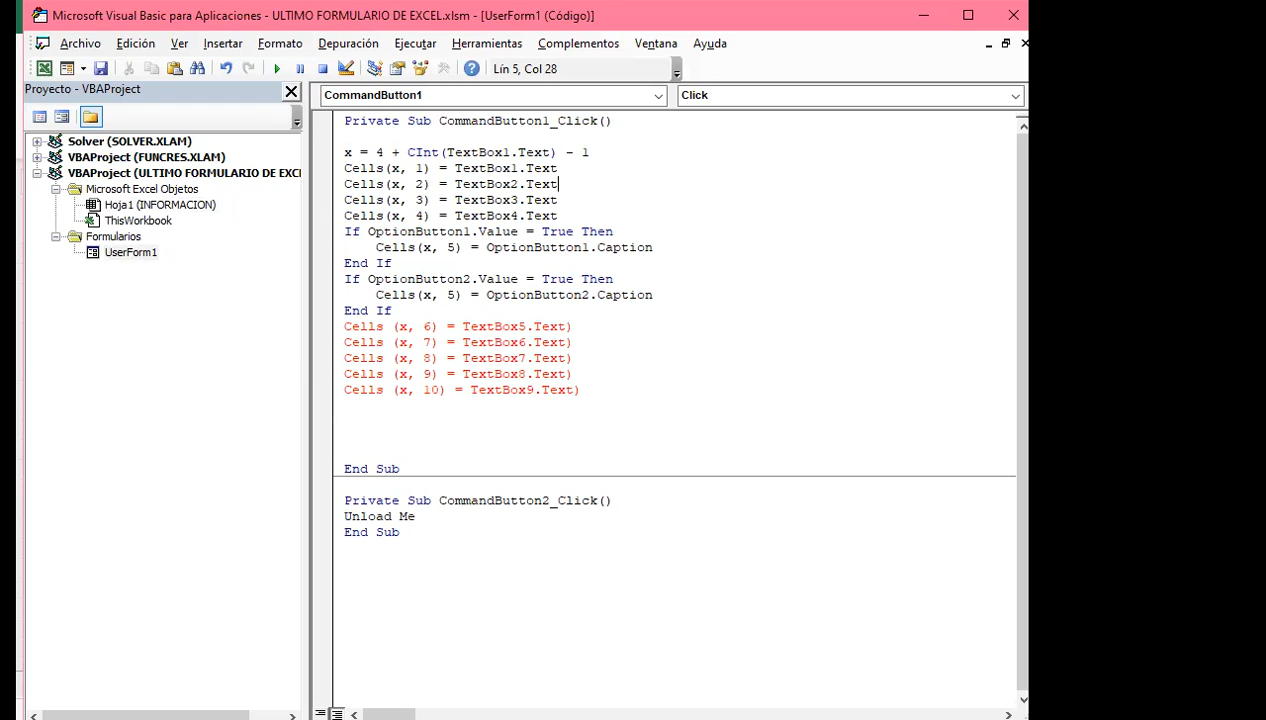 Microsoft Visual Basic para Aplicaciones - ULTIMO FORMULARIO DE EXCEL.xlsm - [UserForm1 (Código)]
Archivo Edición Ver Insertar Formato Depuración Ejecutar Herramientas Complementos Ventana Ayuda
Lín 5, Col 28
Proyecto - VBAProject
CommandButton1 Click
Solver (SOLVER.XLAM)
VBAProject (FUNCRES.XLAM)
VBAProject (ULTIMO FORMULARIO DE EXCE
Microsoft Excel Objetos
Hoja1 (INFORMACION)
ThisWorkbook
Formularios
UserForm1
Private Sub CommandButton1_Click()
x = 4 + CInt(TextBox1.Text) - 1
Cells(x, 1) = TextBox1.Text
Cells(x, 2) = TextBox2.Text
Cells(x, 3) = TextBox3.Text
Cells(x, 4) = TextBox4.Text
If OptionButton1.Value = True Then
Cells(x, 5) = OptionButton1.Caption
End If
If OptionButton2.Value = True Then
Cells(x, 5) = OptionButton2.Caption
End If
Cells (x, 6) = TextBox5.Text)
Cells (x, 7) = TextBox6.Text)
Cells (x, 8) = TextBox7.Text)
Cells (x, 9) = TextBox8.Text)
Cells (x, 10) = TextBox9.Text)
End Sub
Private Sub CommandButton2_Click()
Unload Me
End Sub